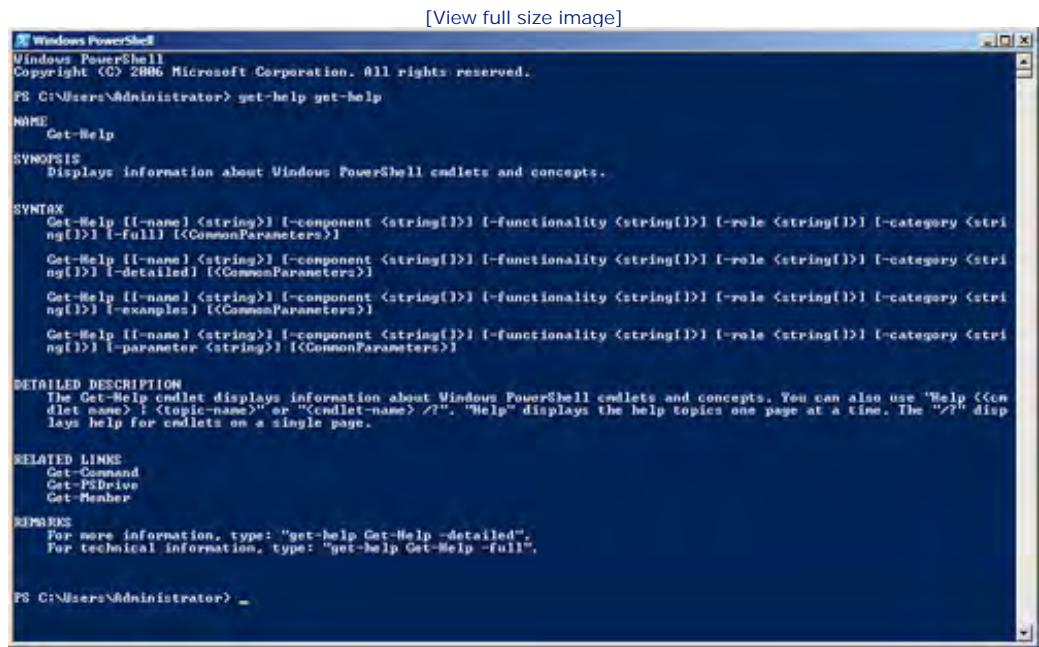 [View full size image]
Windows PowerShell
Windows PowerShell
Copyright (C) 2006 Microsoft Corporation. All rights reserved.
PS C:\Users\Administrator> get-help get-help
NAME
Get-Help
SYNOPSIS
Displays information about Windows PowerShell cmdlets and concepts.
SYNTAX
Get-Help [[-name] <string>] [-component <string[]>] [-functionality <string[]>] [-role <string[]>] [-category <stri
ng[]>] [-full] [<CommonParameters>]
Get-Help [[-name] <string>] [-component <string[]>] [-functionality <string[]>] [-role <string[]>] [-category <stri
ng[]>] [-detailed] [<CommonParameters>]
Get-Help [[-name] <string>] [-component <string[]>] [-functionality <string[]>] [-role <string[]>] [-category <stri
ng[]>] [-examples] [<CommonParameters>]
Get-Help [[-name] <string>] [-component <string[]>] [-functionality <string[]>] [-role <string[]>] [-category <stri
ng[]>] [-parameter <string>] [<CommonParameters>]
DETAILED DESCRIPTION
The Get-Help cmdlet displays information about Windows PowerShell cmdlets and concepts. You can also use "Help {<cm
dlet name> | <topic-name>" or "<cmdlet-name> /?". "Help" displays the help topics one page at a time. The "/?" disp
lays help for cmdlets on a single page.
RELATED LINKS
Get-Command
Get-PSDrive
Get-Member
REMARKS
For more information, type: "get-help Get-Help -detailed".
For technical information, type: "get-help Get-Help -full".
PS C:\Users\Administrator> _